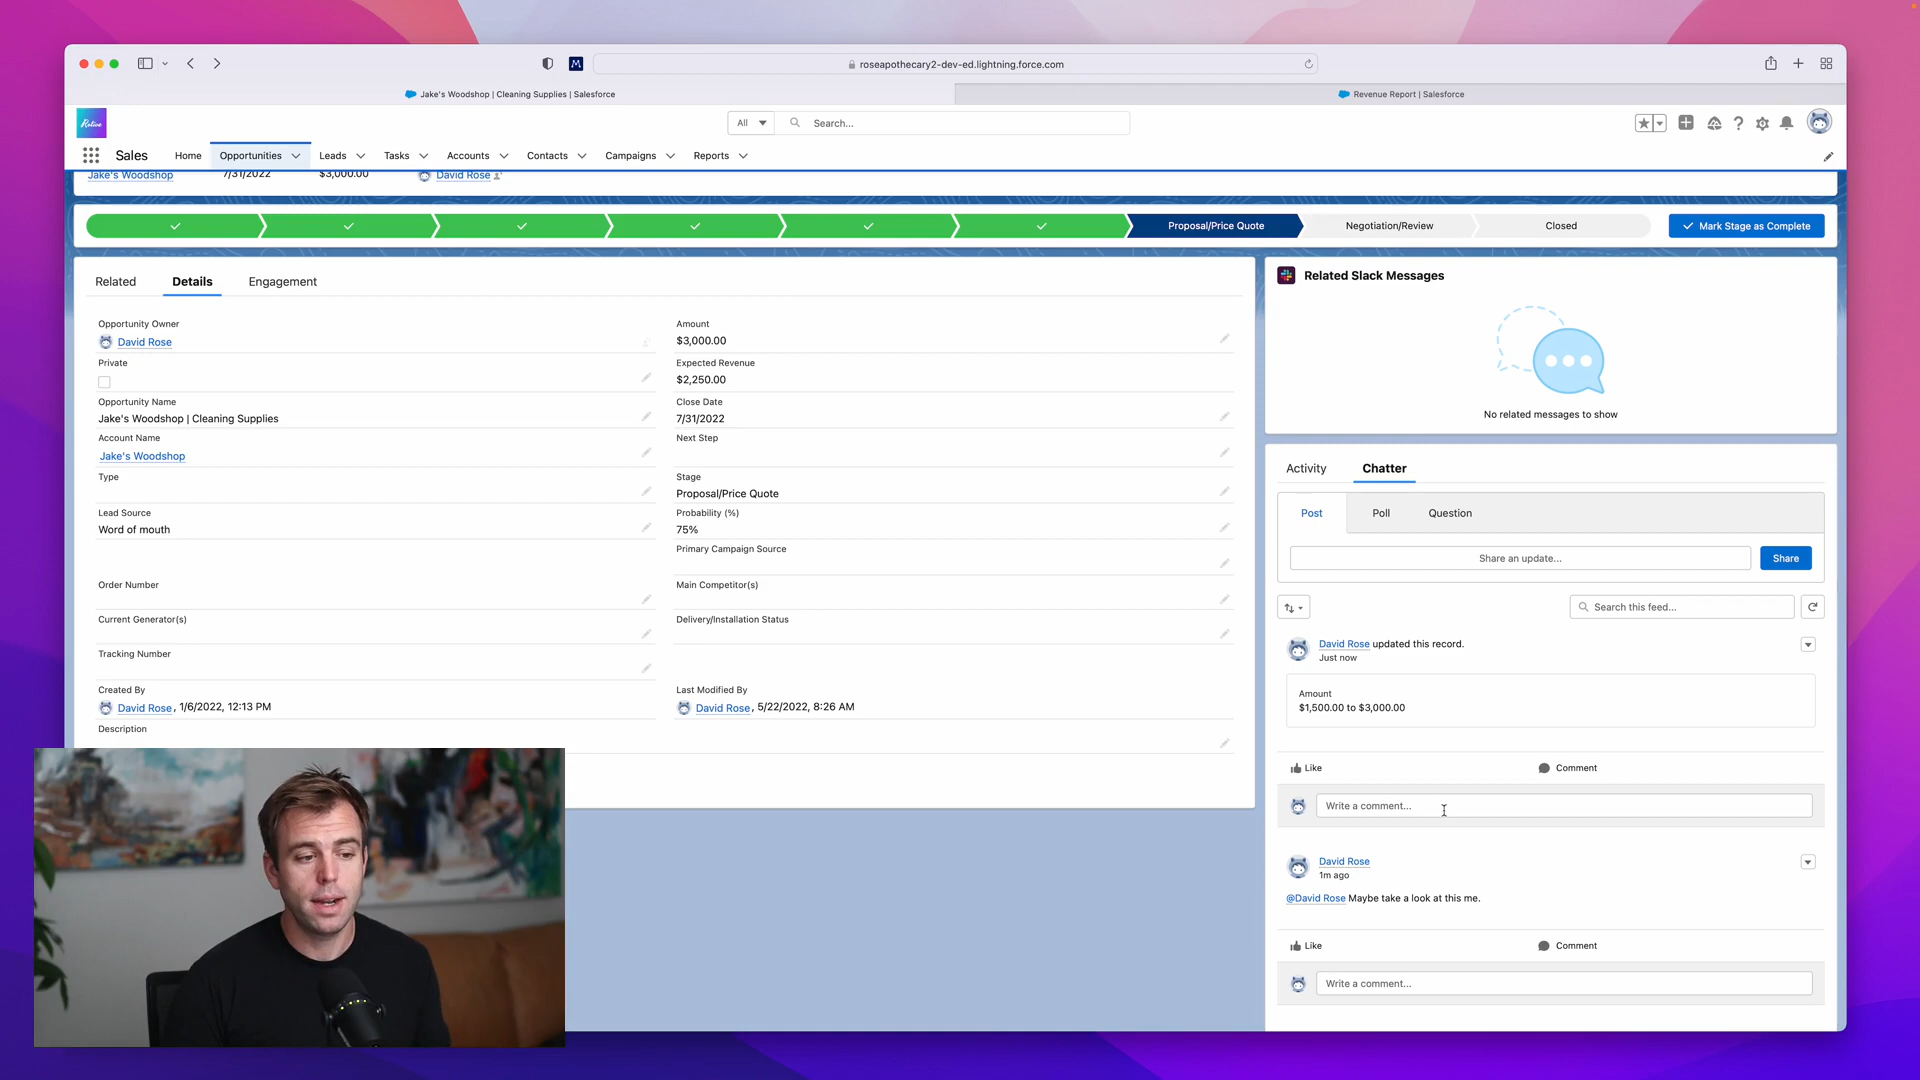 roseapothecary2-dev-ed.lightning.force.com
Jake's Woodshop | Cleaning Supplies | Salesforce
Revenue Report | Salesforce
Relive
All
Search...
Sales
Home
Opportunities
Leads
Tasks
Accounts
Contacts
Campaigns
Reports
Jake's Woodshop
7/31/2022
$3,000.00
David Rose
Proposal/Price Quote
Negotiation/Review
Closed
Mark Stage as Complete
Related
Details
Engagement
Opportunity Owner
David Rose
Private
Opportunity Name
Jake's Woodshop | Cleaning Supplies
Account Name
Jake's Woodshop
Type
Lead Source
Word of mouth
Order Number
Current Generator(s)
Tracking Number
Created By
David Rose, 1/6/2022, 12:13 PM
Description
Amount
$3,000.00
Expected Revenue
$2,250.00
Close Date
7/31/2022
Next Step
Stage
Proposal/Price Quote
Probability (%)
75%
Primary Campaign Source
Main Competitor(s)
Delivery/Installation Status
Last Modified By
David Rose, 5/22/2022, 8:26 AM
Related Slack Messages
No related messages to show
Activity
Chatter
Post
Poll
Question
Share an update...
Share
Search this feed...
David Rose updated this record.
Just now
Amount
$1,500.00 to $3,000.00
Like
Comment
Write a comment...
David Rose
1m ago
@David Rose Maybe take a look at this me.
Like
Comment
Write a comment...